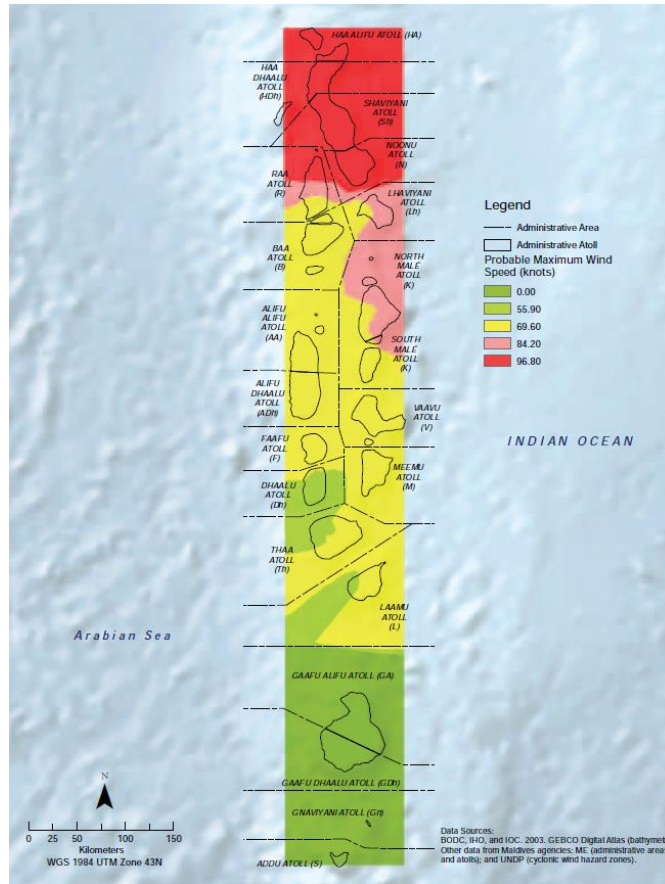 HAA ALIFU ATOLL (HA)
HAA
DHAALU
ATOLL
(HDh)
SHAVIYANI
ATOLL
(Sh)
NOONU
ATOLL
(N)
RAA
ATOLL
(R)
LHAVIYANI
ATOLL
(Lh)
BAA
ATOLL
(B)
NORTH
MALE
ATOLL
(K)
ALIFU
ALIFU
ATOLL
(AA)
SOUTH
MALE
ATOLL
(K)
ALIFU
DHAALU
ATOLL
(ADh)
VAAVU
ATOLL
(V)
FAAFU
ATOLL
(F)
MEEMU
ATOLL
(M)
DHAALU
ATOLL
(Dh)
THAA
ATOLL
(Th)
LAAMU
ATOLL
(L)
GAAFU ALIFU ATOLL (GA)
GAAFU DHAALU ATOLL (GDh)
GNAVIYANI ATOLL (Gn)
ADDU ATOLL (S)
Legend
Administrative Area
Administrative Atoll
Probable Maximum Wind
Speed (knots)
0.00
55.90
69.60
84.20
96.80
INDIAN OCEAN
Arabian Sea
N
0 25 50 100 150
Kilometers
WGS 1984 UTM Zone 43N
Data Sources:
BODC, IHO, and IOC. 2003. GEBCO Digital Atlas (bathymet
Other data from Maldives agencies: ME (administrative area
and atolls); and UNDP (cyclonic wind hazard zones).